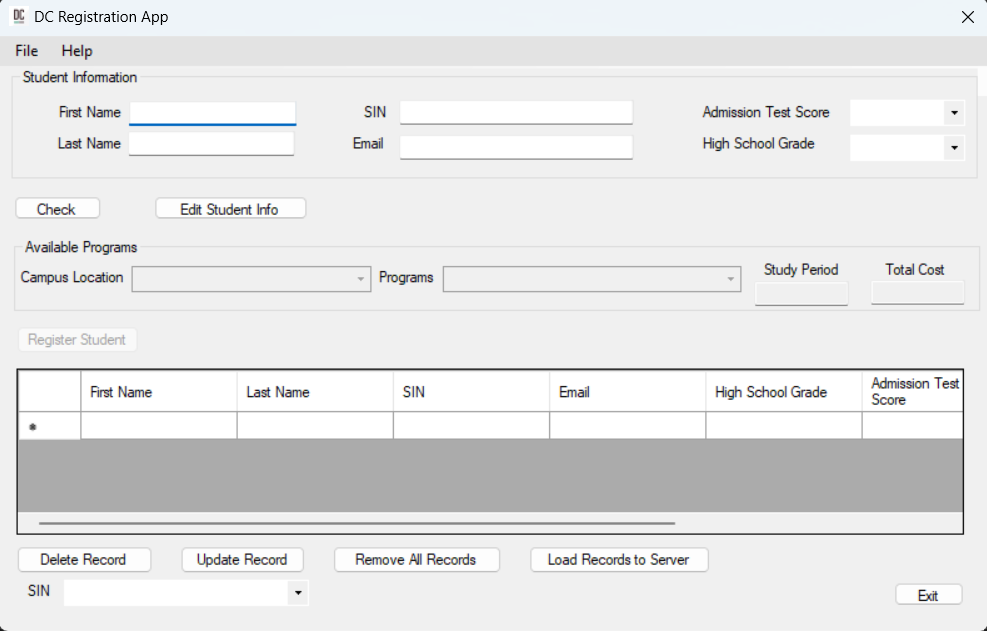 DC DC Registration App
File Help
Student Information
First Name SIN Admission Test Score
Last Name Email High School Grade
Check Edit Student Info
Available Programs
Campus Location Programs Study Period Total Cost
Register Student
First Name Last Name SIN Email High School Grade Admission Test
Score
Delete Record Update Record Remove All Records Load Records to Server
SIN
Exit